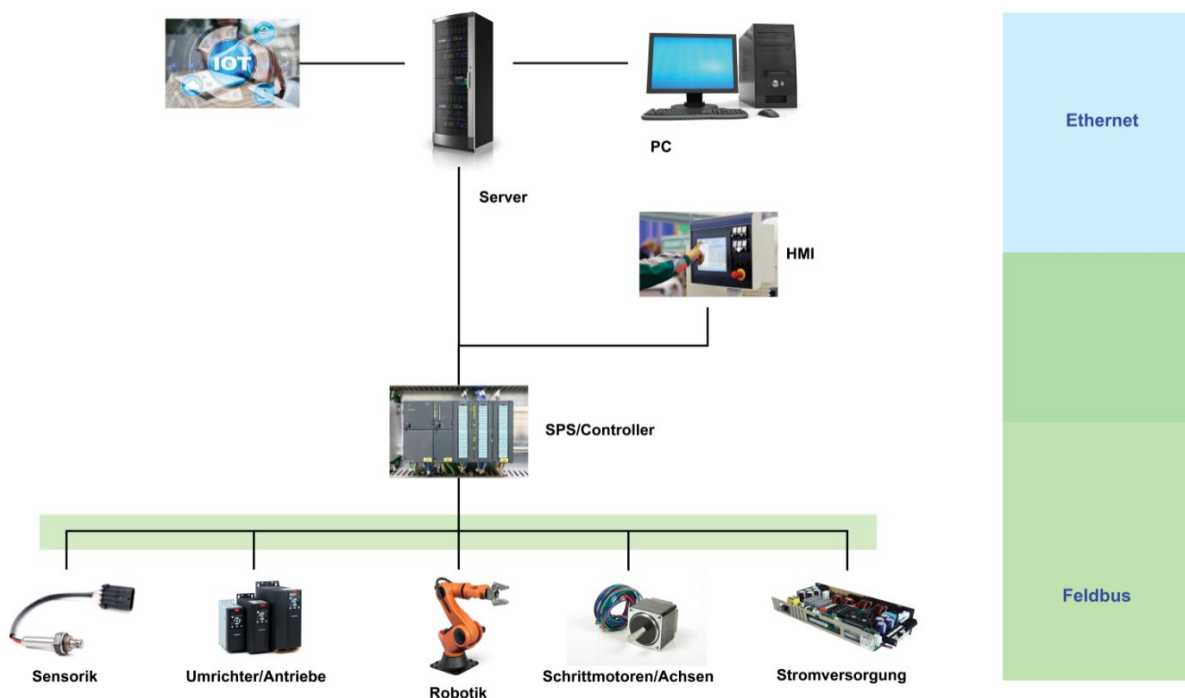 IOT
PC
Ethernet
Server
HMI
SPS/Controller
Feldbus
Sensorik
Umrichter/Antriebe
Robotik
Schrittmotoren/Achsen
Stromversorgung